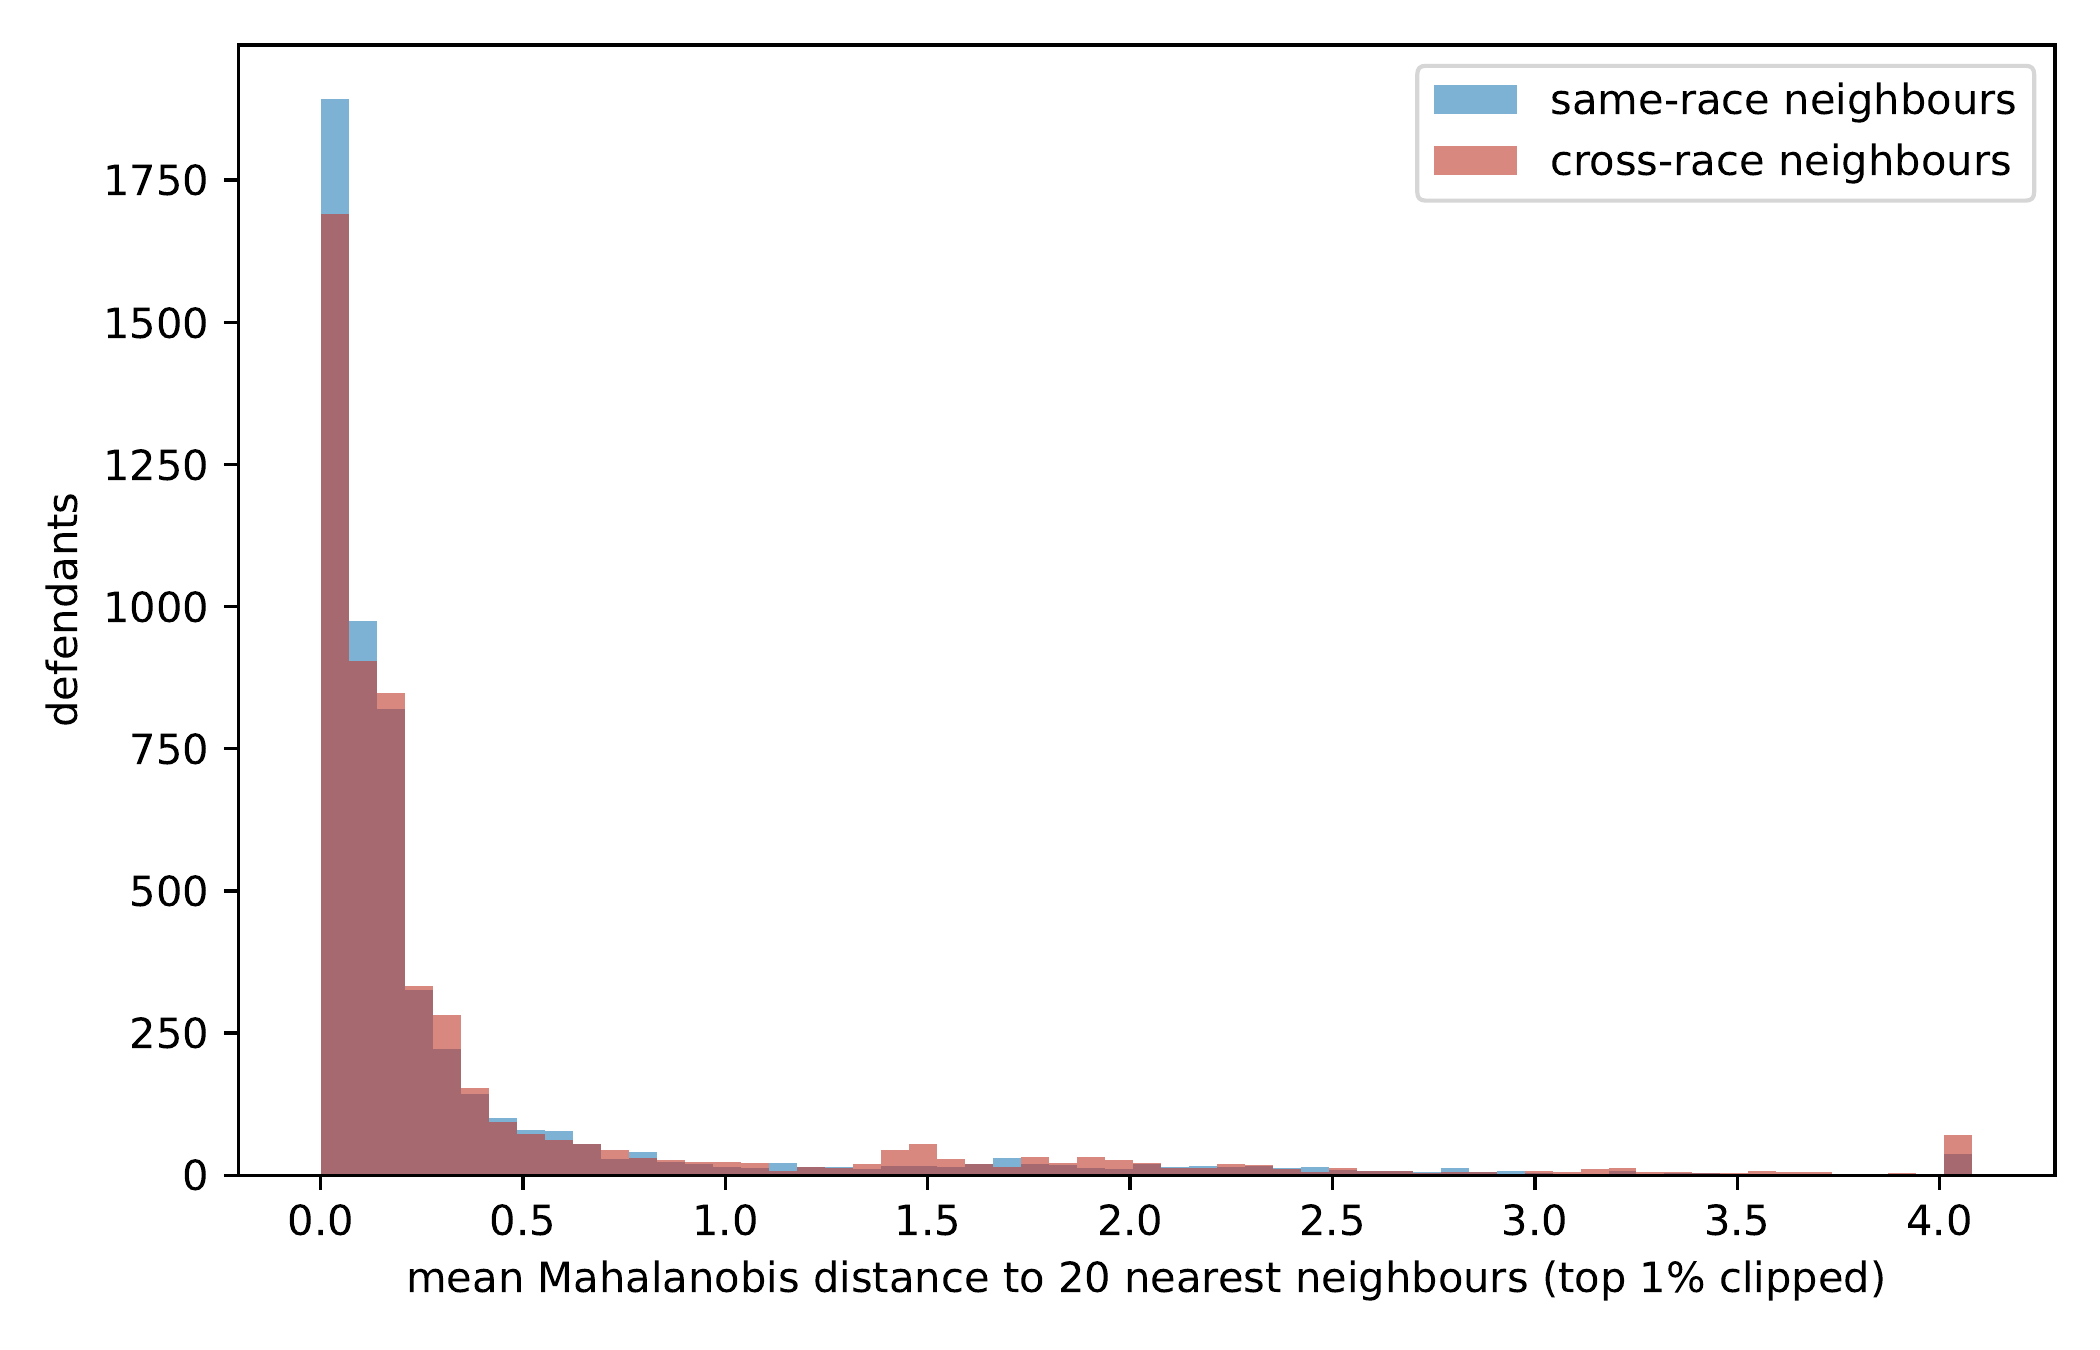 same-race neighbours
cross-race neighbours
1750
1500
1250
1000
750
500
250
0
defendants
0.0 0.5 1.0 1.5 2.0 2.5 3.0 3.5 4.0
mean Mahalanobis distance to 20 nearest neighbours (top 1% clipped)